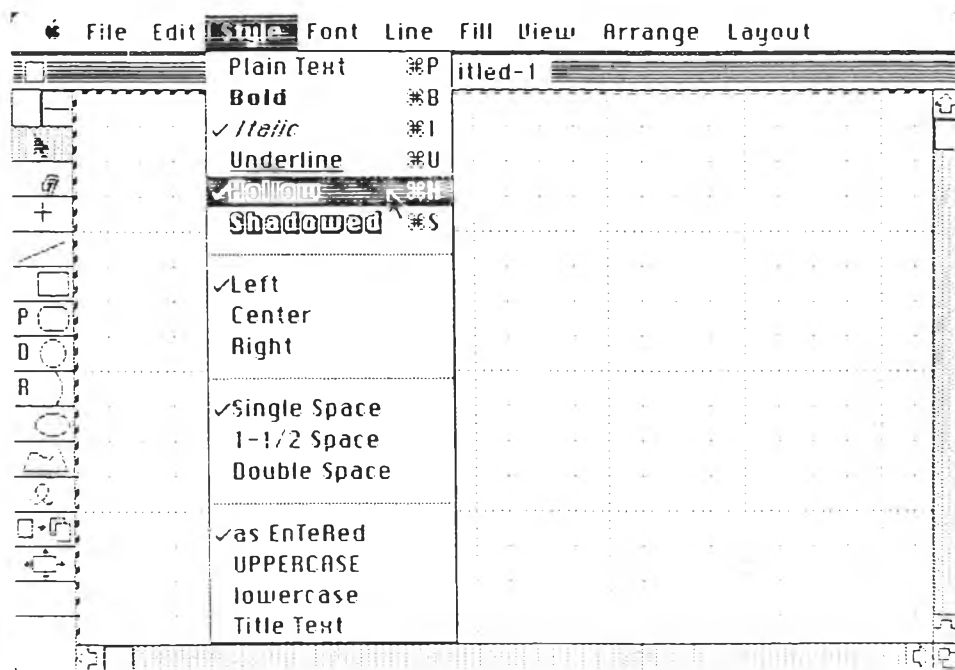 File Edit Style Font Line Fill View Arrange Layout
itled-1
Plain Text ⌘P
Bold ⌘B
✓ Italic ⌘I
Underline ⌘U
✓Hollow ⌘H
Shadowed ⌘S
✓Left
Center
Right
✓Single Space
1-1/2 Space
Double Space
✓as EnTeRed
UPPERCASE
lowercase
Title Text
P
D
R